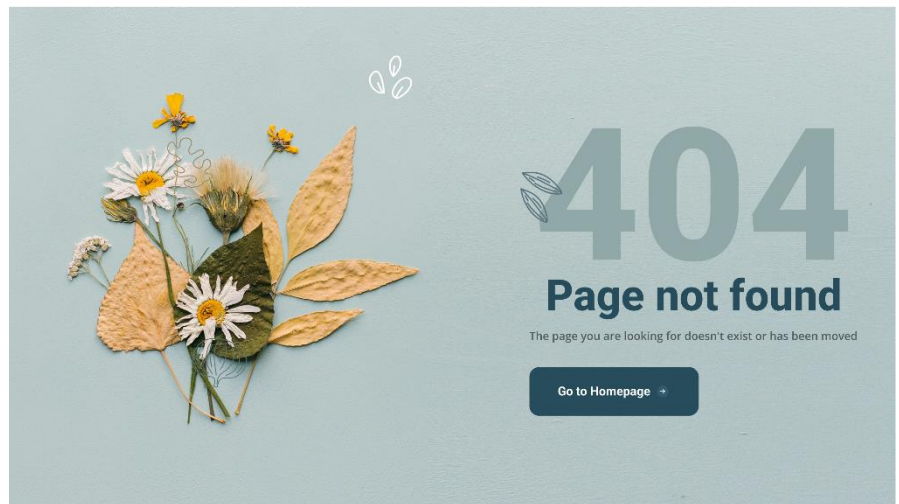 404
Page not found
The page you are looking for doesn't exist or has been moved
Go to Homepage